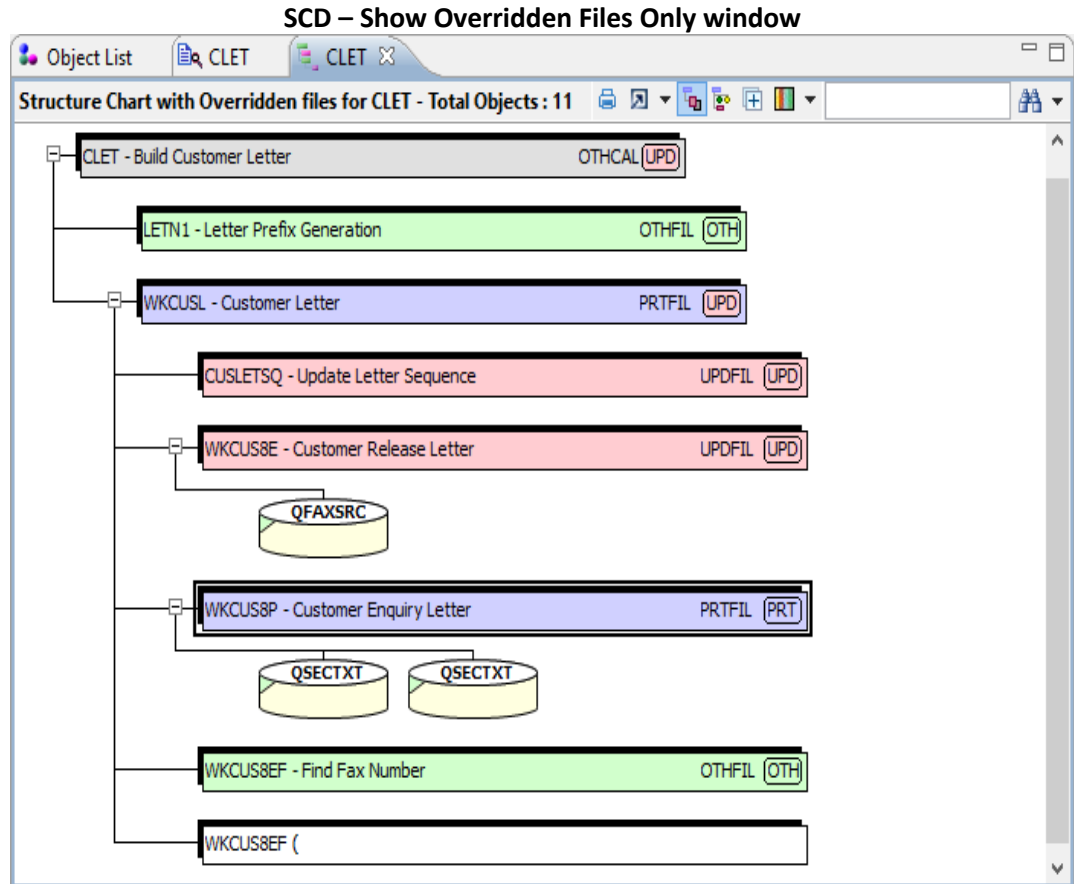 SCD – Show Overridden Files Only window
Object List CLET CLET
Structure Chart with Overridden files for CLET - Total Objects : 11
CLET - Build Customer Letter OTHCAL UPD
LETN1 - Letter Prefix Generation OTHFIL OTH
WKCUSL - Customer Letter PRTFIL UPD
CUSLETSQ - Update Letter Sequence UPDFIL UPD
WKCUS8E - Customer Release Letter UPDFIL UPD
QFAXSRC
WKCUS8P - Customer Enquiry Letter PRTFIL PRT
QSECTXT QSECTXT
WKCUS8EF - Find Fax Number OTHFIL OTH
WKCUS8EF (